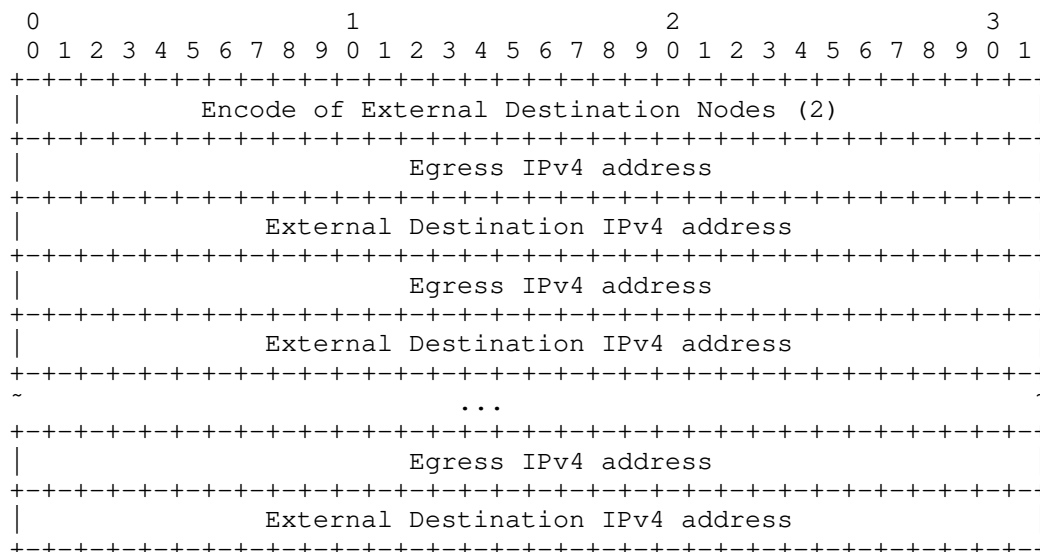 0                   1                   2                   3
 0 1 2 3 4 5 6 7 8 9 0 1 2 3 4 5 6 7 8 9 0 1 2 3 4 5 6 7 8 9 0 1
+-+-+-+-+-+-+-+-+-+-+-+-+-+-+-+-+-+-+-+-+-+-+-+-+-+-+-+-+-+-+-+--
|           Encode of External Destination Nodes (2)
+-+-+-+-+-+-+-+-+-+-+-+-+-+-+-+-+-+-+-+-+-+-+-+-+-+-+-+-+-+-+-+--
|                        Egress IPv4 address
+-+-+-+-+-+-+-+-+-+-+-+-+-+-+-+-+-+-+-+-+-+-+-+-+-+-+-+-+-+-+-+--
|               External Destination IPv4 address
+-+-+-+-+-+-+-+-+-+-+-+-+-+-+-+-+-+-+-+-+-+-+-+-+-+-+-+-+-+-+-+--
|                        Egress IPv4 address
+-+-+-+-+-+-+-+-+-+-+-+-+-+-+-+-+-+-+-+-+-+-+-+-+-+-+-+-+-+-+-+--
|               External Destination IPv4 address
+-+-+-+-+-+-+-+-+-+-+-+-+-+-+-+-+-+-+-+-+-+-+-+-+-+-+-+-+-+-+-+--
~                           ...                                 ~
+-+-+-+-+-+-+-+-+-+-+-+-+-+-+-+-+-+-+-+-+-+-+-+-+-+-+-+-+-+-+-+--
|                        Egress IPv4 address
+-+-+-+-+-+-+-+-+-+-+-+-+-+-+-+-+-+-+-+-+-+-+-+-+-+-+-+-+-+-+-+--
|               External Destination IPv4 address
+-+-+-+-+-+-+-+-+-+-+-+-+-+-+-+-+-+-+-+-+-+-+-+-+-+-+-+-+-+-+-+--